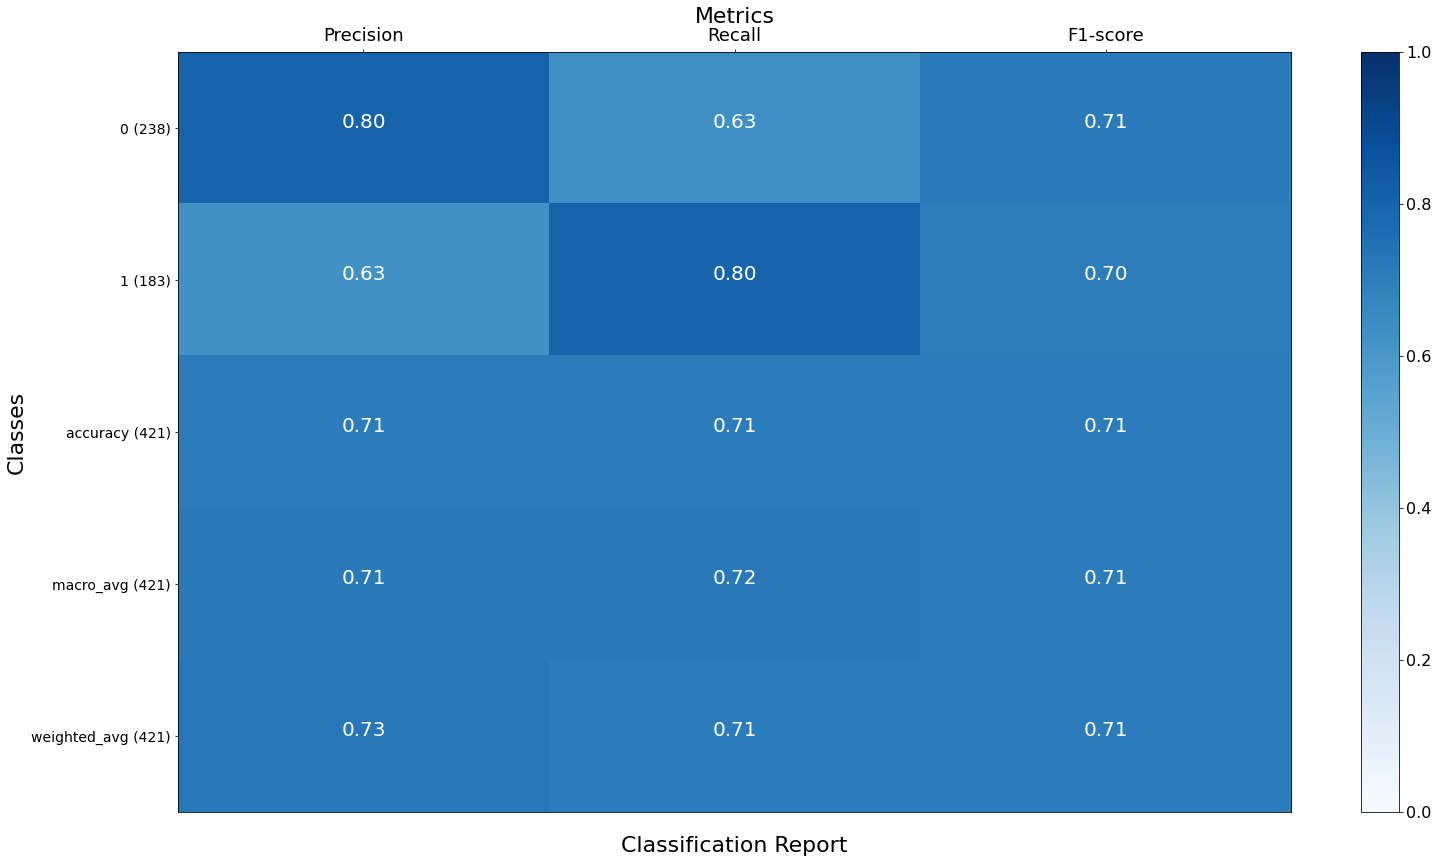 Metrics
Precision Recall F1-score
0 (238) 0.80 0.63 0.71
1 (183) 0.63 0.80 0.70
accuracy (421) 0.71 0.71 0.71
macro_avg (421) 0.71 0.72 0.71
weighted_avg (421) 0.73 0.71 0.71
Classes
Classification Report
1.0
0.8
0.6
0.4
0.2
0.0